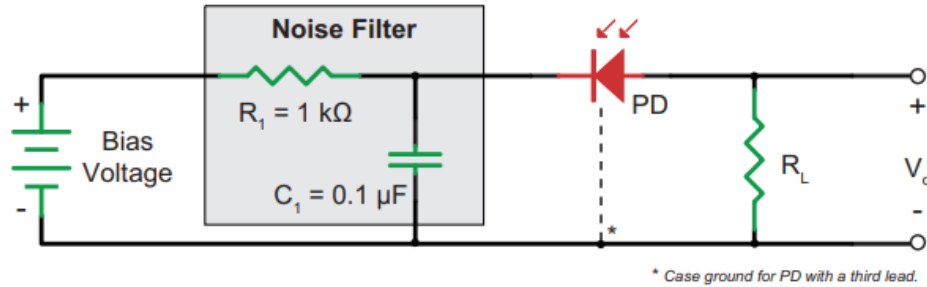 Noise Filter
+
R₁ = 1 kΩ
PD
+
Bias
Voltage
R_L
V
C₁ = 0.1 µF
-
-
*
* Case ground for PD with a third lead.